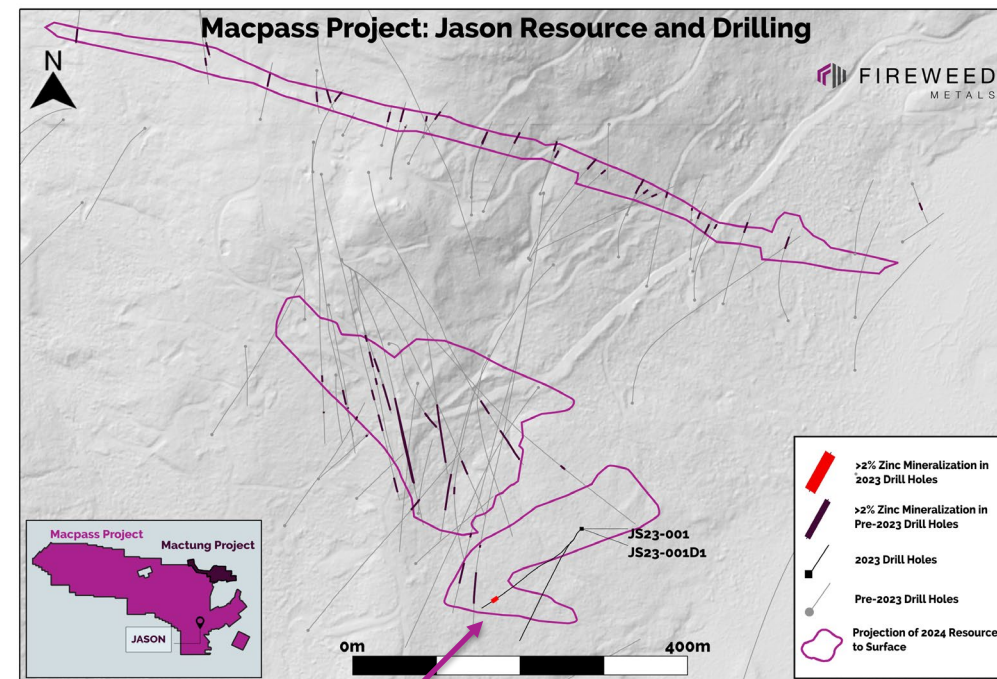 Macpass Project: Jason Resource and Drilling
N
FIREWEED
METALS
JS23-001
JS23-001D1
>2% Zinc Mineralization in
2023 Drill Holes
>2% Zinc Mineralization in
Pre-2023 Drill Holes
2023 Drill Holes
Pre-2023 Drill Holes
Projection of 2024 Resource
to Surface
Macpass Project
Mactung Project
JASON
0m
400m